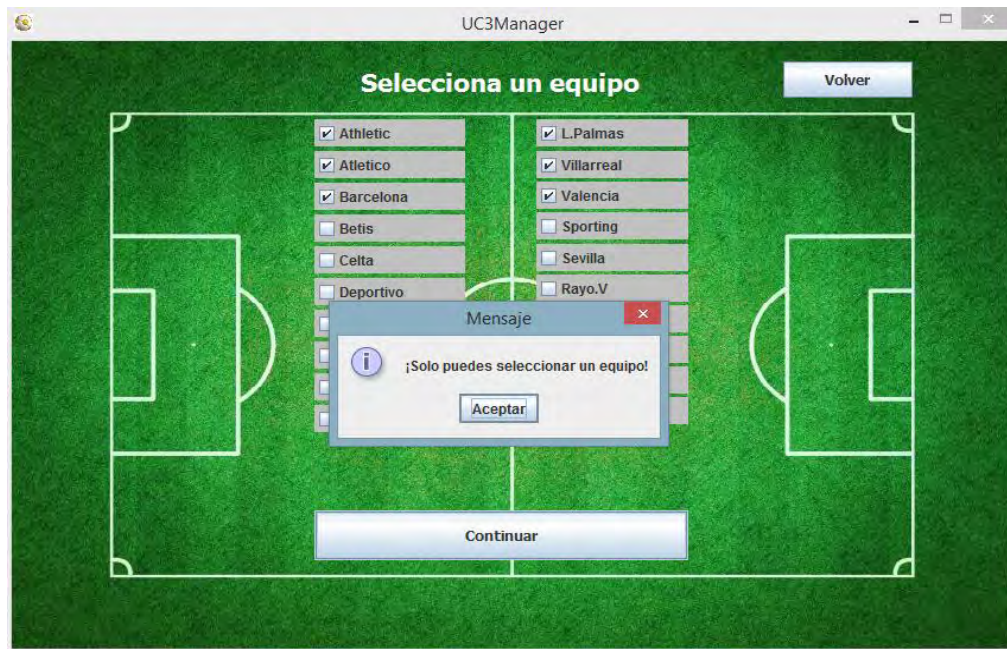 UC3Manager
Selecciona un equipo
Volver
Athletic
Atletico
Barcelona
Betis
Celta
Deportivo
L.Palmas
Villarreal
Valencia
Sporting
Sevilla
Rayo.V
Mensaje
¡Solo puedes seleccionar un equipo!
Aceptar
Continuar